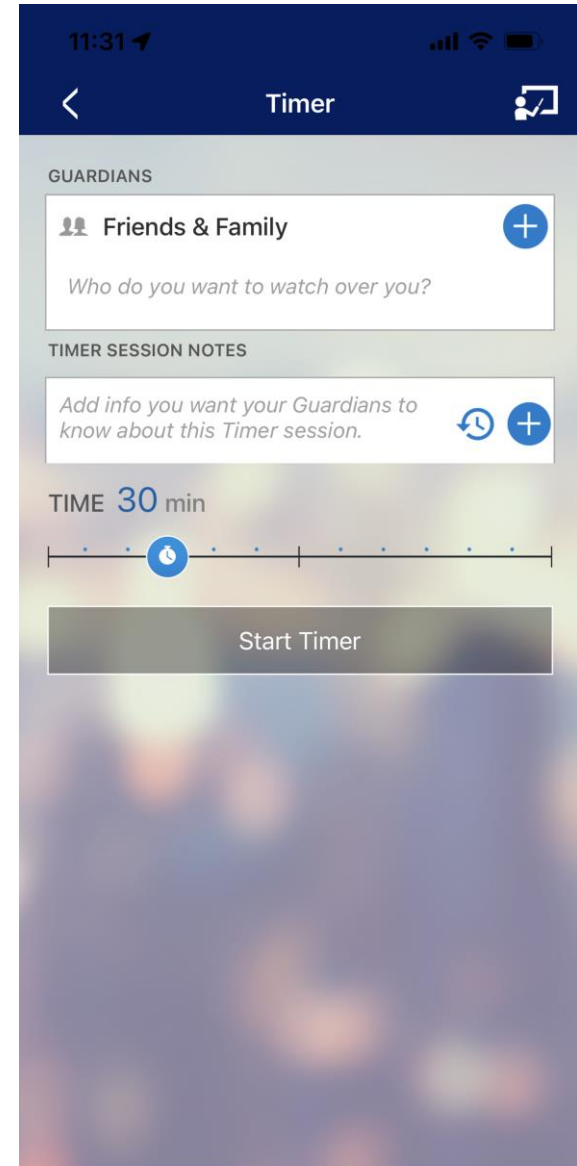 11:31
Timer
GUARDIANS
Friends & Family
Who do you want to watch over you?
TIMER SESSION NOTES
Add info you want your Guardians to
know about this Timer session.
TIME 30 min
Start Timer